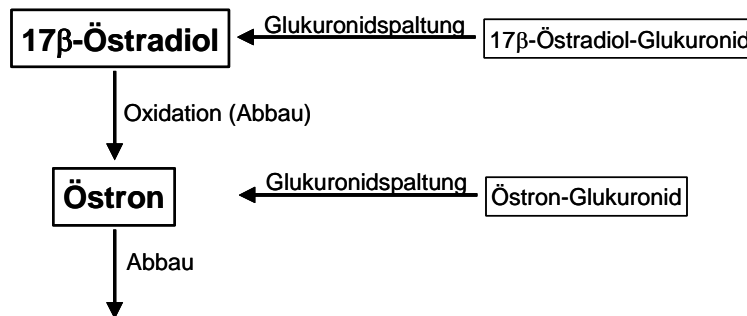 17β-Östradiol
Glukuronidspaltung
17β-Östradiol-Glukuronid
Oxidation (Abbau)
Östron
Glukuronidspaltung
Östron-Glukuronid
Abbau